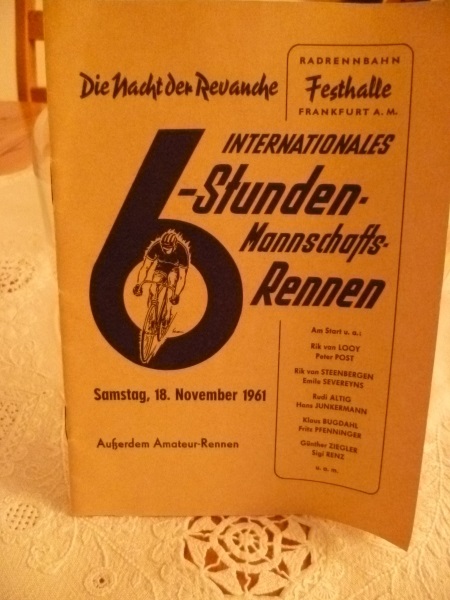 Die Nacht der Revanche
RADRENNBAHN
Festhalle
FRANKFURT A. M.
6
INTERNATIONALES
-Stunden-
Mannschafts-
Rennen
Samstag, 18. November 1961
Außerdem Amateur-Rennen
Am Start u. a.:
Rik van LOOY
Peter POST
Rik van STEENBERGEN
Emile SEVEREYNS
Rudi ALTIG
Hans JUNKERMANN
Klaus BUGDAHL
Fritz PFENNINGER
Günther ZIEGLER
Sigi RENZ
u. a. m.